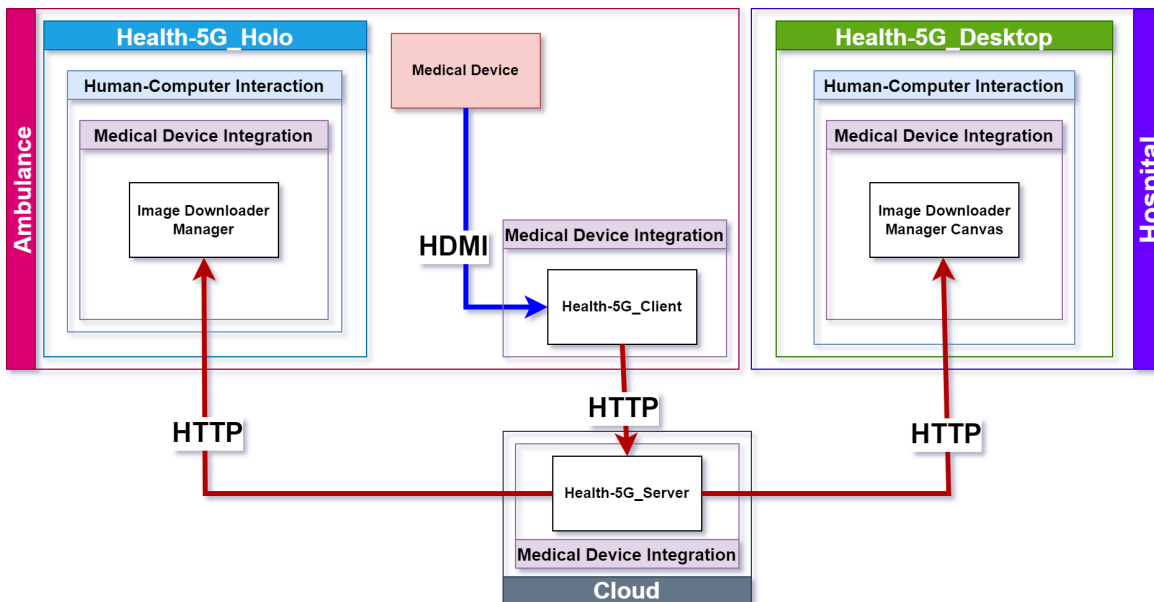 Ambulance
Health-5G_Holo
Human-Computer Interaction
Medical Device Integration
Image Downloader
Manager
Medical Device
HDMI
Medical Device Integration
Health-5G_Client
Health-5G_Desktop
Human-Computer Interaction
Medical Device Integration
Image Downloader
Manager Canvas
Hospital
HTTP
HTTP
HTTP
Health-5G_Server
Medical Device Integration
Cloud